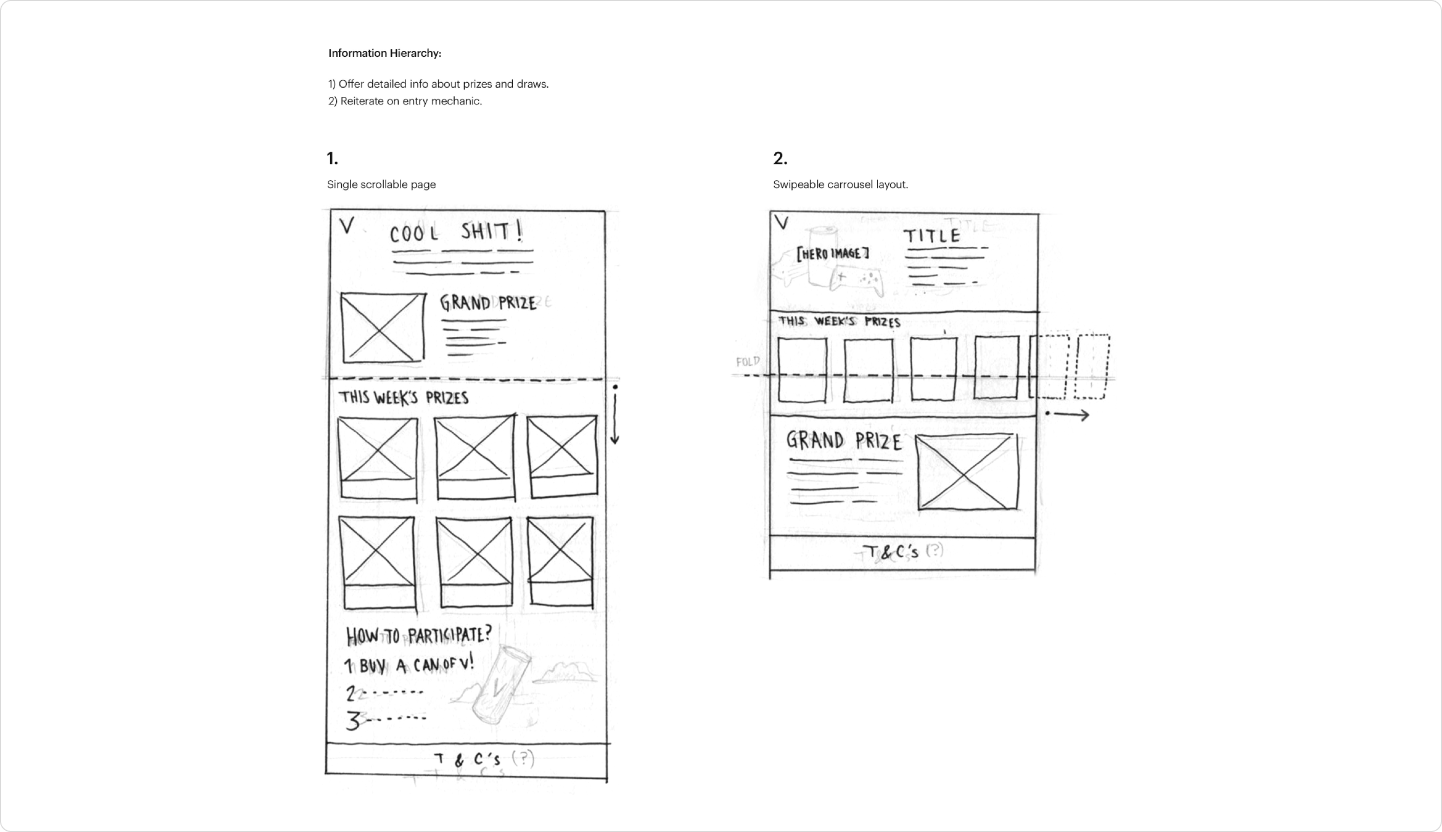 Information Hierarchy:
1) Offer detailed info about prizes and draws.
2) Reiterate on entry mechanic.
1.
Single scrollable page
V
COOL SHIT!
GRAND PRIZE
THIS WEEK'S PRIZES
HOW TO PARTICIPATE?
1 BUY A CAN OF V!
2
3
V
T & C's (?)
2.
Swipeable carrousel layout.
V
[HERO IMAGE]
TITLE
TITLE
THIS WEEK'S PRIZES
FOLD
GRAND PRIZE
T & C's (?)